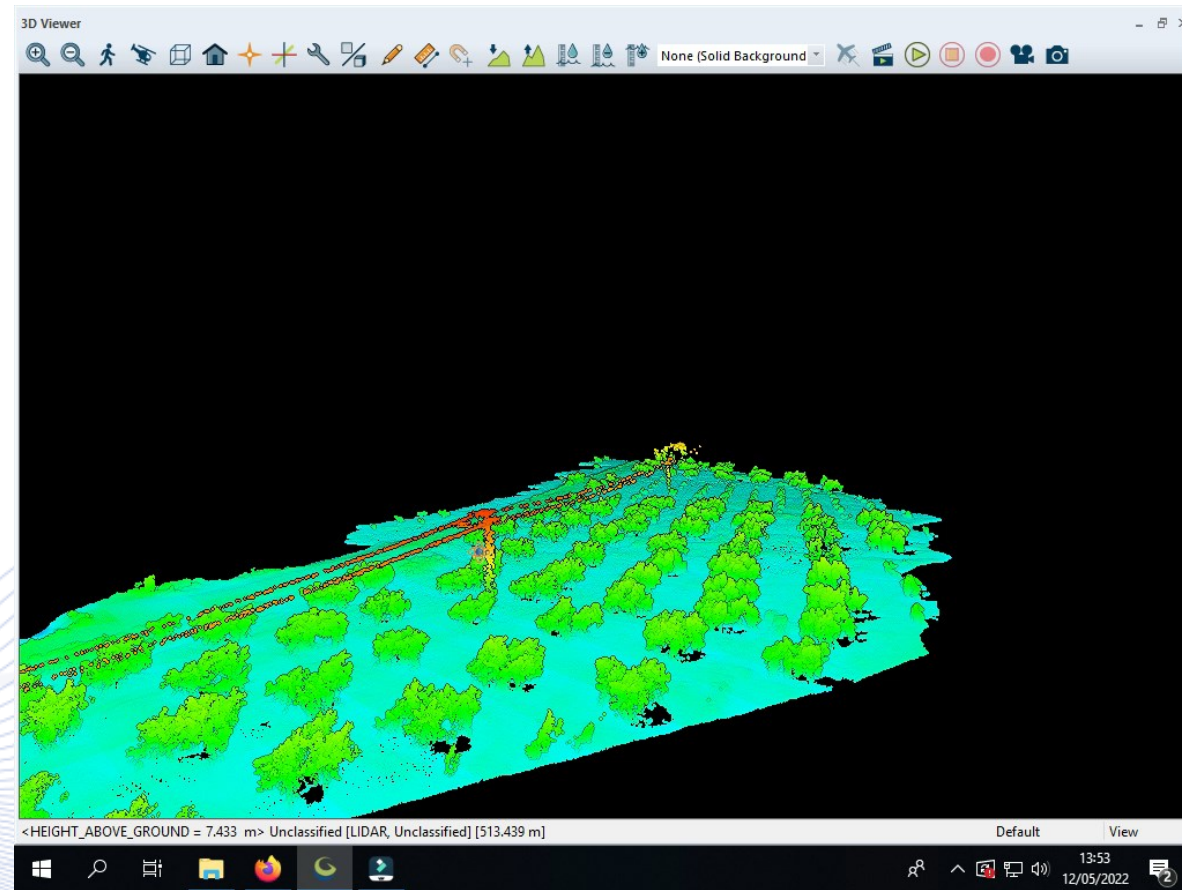 3D Viewer
None (Solid Background
<HEIGHT_ABOVE_GROUND = 7.433 m> Unclassified [LIDAR, Unclassified] [513.439 m]
Default
View
13:53
12/05/2022
2